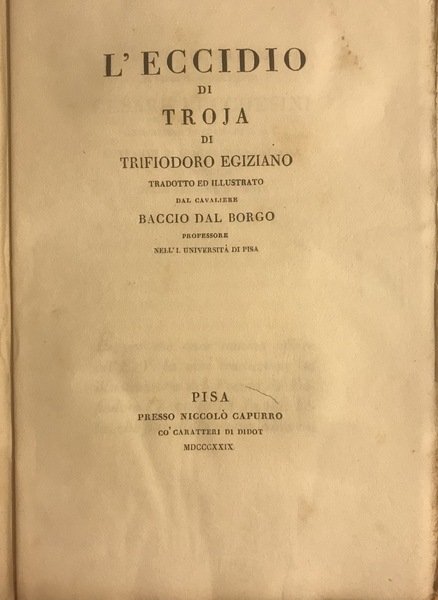 L'ECCIDIO
DI
TROJA
DI
TRIFIODORO EGIZIANO
TRADOTTO ED ILLUSTRATO
DAL CAVALIERE
BACCIO DAL BORGO
PROFESSORE
NELL'I. UNIVERSITÀ DI PISA
PISA
PRESSO NICCOLÒ CAPURRO
CO' CARATTERI DI DIDOT
MDCCCXXIX